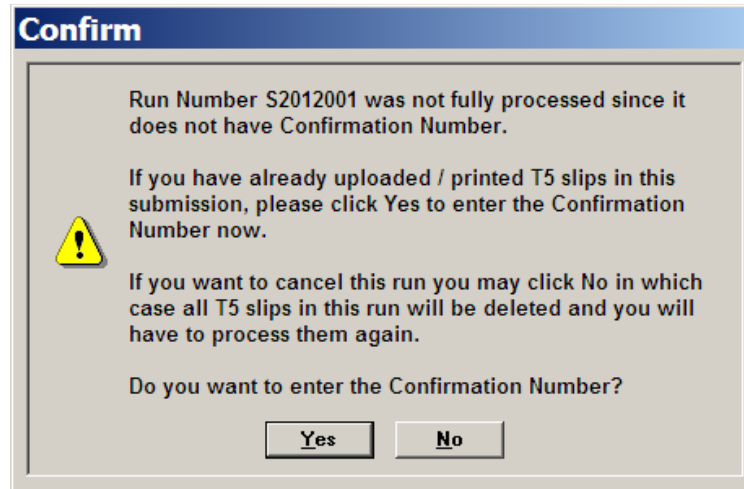 Confirm
Run Number S2012001 was not fully processed since it
does not have Confirmation Number.
If you have already uploaded / printed T5 slips in this
submission, please click Yes to enter the Confirmation
Number now.
If you want to cancel this run you may click No in which
case all T5 slips in this run will be deleted and you will
have to process them again.
Do you want to enter the Confirmation Number?
Yes No